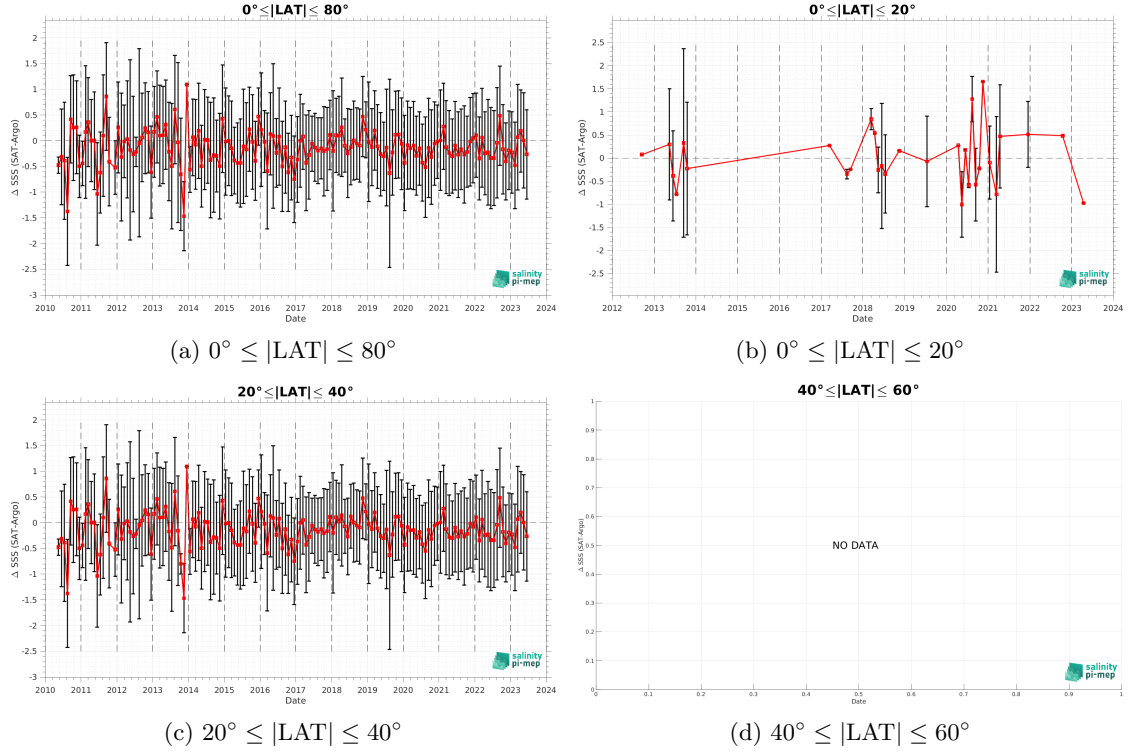 0°≤|LAT|≤ 80°
Δ SSS (SAT-Argo)
2
1.5
1
0.5
0
-0.5
-1
-1.5
-2
-2.5
-3
2010 2011 2012 2013 2014 2015 2016 2017 2018 2019 2020 2021 2022 2023 2024
Date
salinity
pi-mep
(a) 0° ≤ |LAT| ≤ 80°
0°≤|LAT|≤ 20°
Δ SSS (SAT-Argo)
2.5
2
1.5
1
0.5
0
-0.5
-1
-1.5
-2
-2.5
2012 2013 2014 2015 2016 2017 2018 2019 2020 2021 2022 2023 2024
Date
salinity
pi-mep
(b) 0° ≤ |LAT| ≤ 20°
20°≤|LAT|≤ 40°
Δ SSS (SAT-Argo)
2
1.5
1
0.5
0
-0.5
-1
-1.5
-2
-2.5
-3
2010 2011 2012 2013 2014 2015 2016 2017 2018 2019 2020 2021 2022 2023 2024
Date
salinity
pi-mep
(c) 20° ≤ |LAT| ≤ 40°
40°≤|LAT|≤ 60°
Δ SSS (SAT-Argo)
1
0.9
0.8
0.7
0.6
0.5
0.4
0.3
0.2
0.1
0
NO DATA
0 0.1 0.2 0.3 0.4 0.5 0.6 0.7 0.8 0.9 1
Date
salinity
pi-mep
(d) 40° ≤ |LAT| ≤ 60°